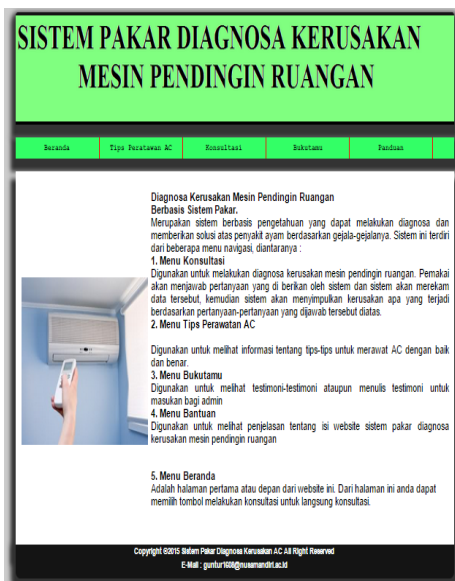 SISTEM PAKAR DIAGNOSA KERUSAKAN
MESIN PENDINGIN RUANGAN
Beranda Tips Peratawan AC Konsultasi Bukutamu Panduan
Diagnosa Kerusakan Mesin Pendingin Ruangan
Berbasis Sistem Pakar.
Merupakan sistem berbasis pengetahuan yang dapat melakukan diagnosa dan
memberikan solusi atas penyakit ayam berdasarkan gejala-gejalanya. Sistem ini terdiri
dari beberapa menu navigasi, diantaranya :
1. Menu Konsultasi
Digunakan untuk melakukan diagnosa kerusakan mesin pendingin ruangan. Pemakai
akan menjawab pertanyaan yang di berikan oleh sistem dan sistem akan merekam
data tersebut, kemudian sistem akan menyimpulkan kerusakan apa yang terjadi
berdasarkan pertanyaan-pertanyaan yang dijawab tersebut diatas.
2. Menu Tips Perawatan AC
Digunakan untuk melihat informasi tentang tips-tips untuk merawat AC dengan baik
dan benar.
3. Menu Bukutamu
Digunakan untuk melihat testimoni-testimoni ataupun menulis testimoni untuk
masukan bagi admin
4. Menu Bantuan
Digunakan untuk melihat penjelasan tentang isi website sistem pakar diagnosa
kerusakan mesin pendingin ruangan
5. Menu Beranda
Adalah halaman pertama atau depan dari website ini. Dari halaman ini anda dapat
memilih tombol melakukan konsultasi untuk langsung konsultasi.
Copyright ©2015 Sistem Pakar Diagnosa Kerusakan AC All Right Reserved
E-Mail : guntur1608@nusamandiri.ac.id